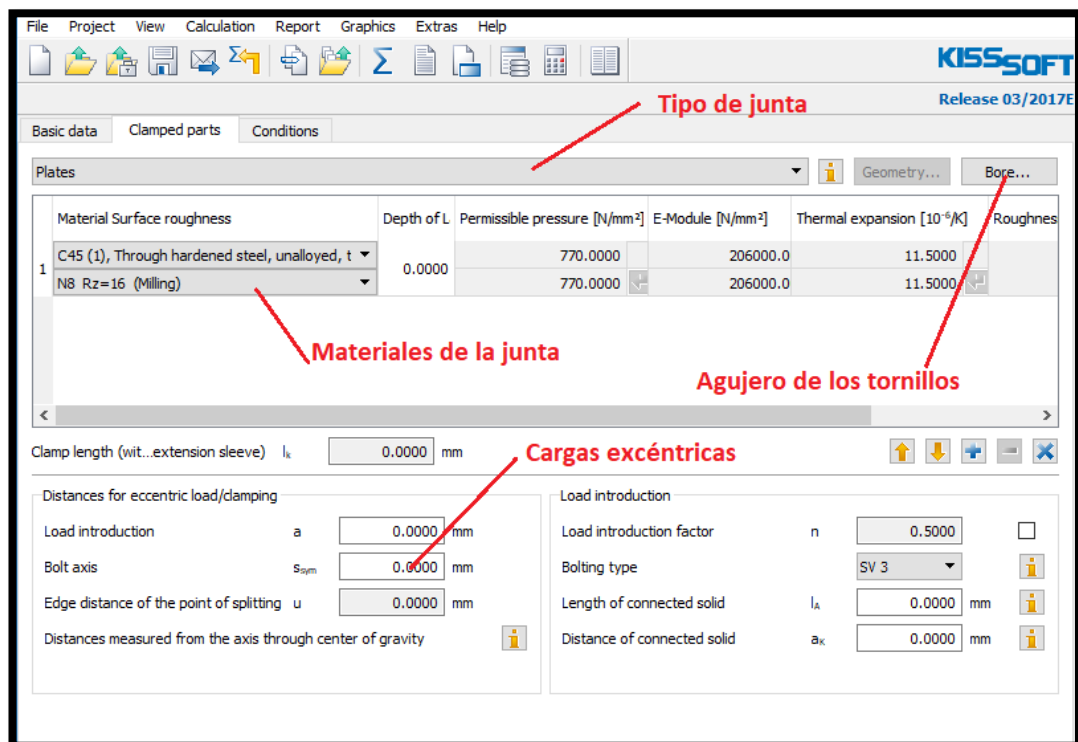 File Project View Calculation Report Graphics Extras Help
KISSSOFT
Release 03/2017E
Tipo de junta
Basic data Clamped parts Conditions
Plates Geometry... Bore...
Material Surface roughness Depth of L Permissible pressure [N/mm²] E-Module [N/mm²] Thermal expansion [10⁻⁶/K] Roughnes
1 C45 (1), Through hardened steel, unalloyed, t 0.0000 770.0000 206000.0 11.5000
N8 Rz=16 (Milling) 770.0000 206000.0 11.5000
Materiales de la junta
Agujero de los tornillos
Clamp length (wit...extension sleeve) lₖ 0.0000 mm
Cargas excéntricas
Distances for eccentric load/clamping
Load introduction a 0.0000 mm
Bolt axis sₛᵧₘ 0.0000 mm
Edge distance of the point of splitting u 0.0000 mm
Distances measured from the axis through center of gravity
Load introduction
Load introduction factor n 0.5000
Bolting type SV 3
Length of connected solid l_A 0.0000 mm
Distance of connected solid a_K 0.0000 mm